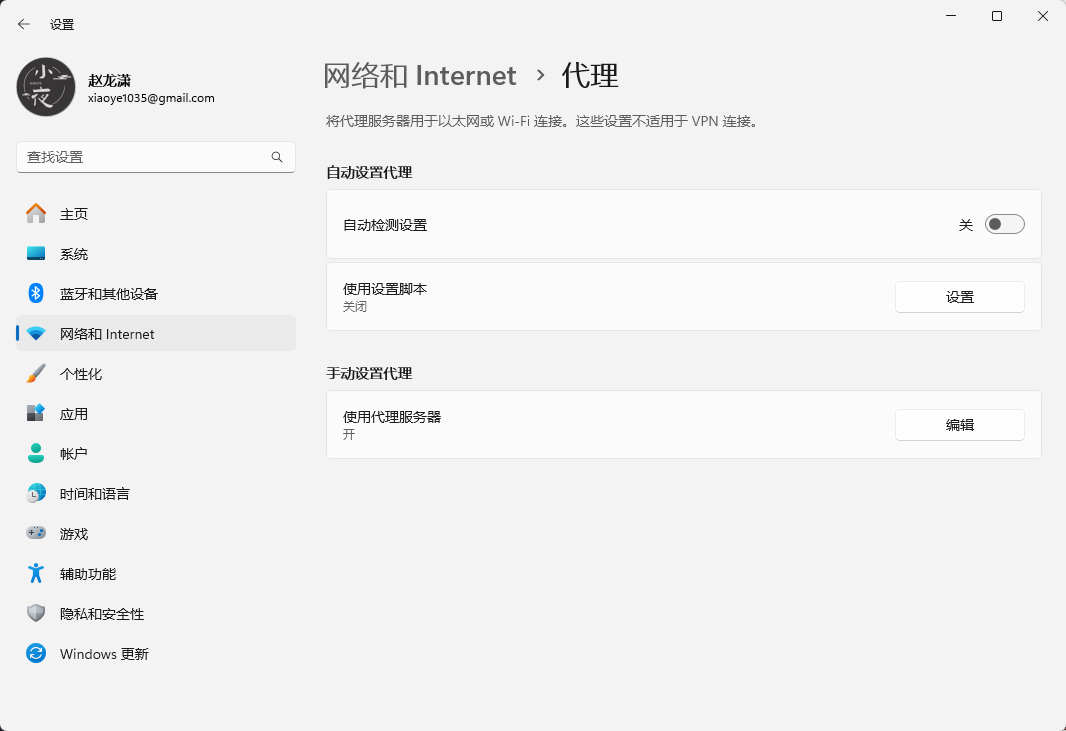 设置
小夜
赵龙潇
xiaoye1035@gmail.com
查找设置
主页
系统
蓝牙和其他设备
网络和 Internet
个性化
应用
帐户
时间和语言
游戏
辅助功能
隐私和安全性
Windows 更新
网络和 Internet › 代理
将代理服务器用于以太网或 Wi-Fi 连接。这些设置不适用于 VPN 连接。
自动设置代理
自动检测设置
关
使用设置脚本
关闭
设置
手动设置代理
使用代理服务器
开
编辑